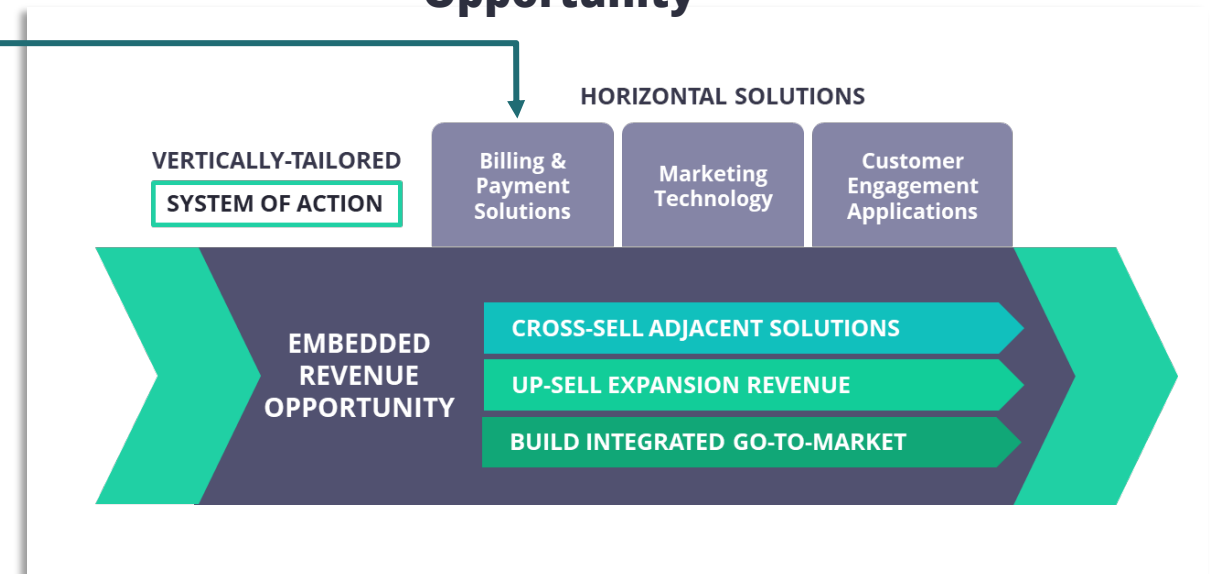 Opportunity
HORIZONTAL SOLUTIONS
VERTICALLY-TAILORED
SYSTEM OF ACTION
Billing &
Payment
Solutions
Marketing
Technology
Customer
Engagement
Applications
EMBEDDED
REVENUE
OPPORTUNITY
CROSS-SELL ADJACENT SOLUTIONS
UP-SELL EXPANSION REVENUE
BUILD INTEGRATED GO-TO-MARKET